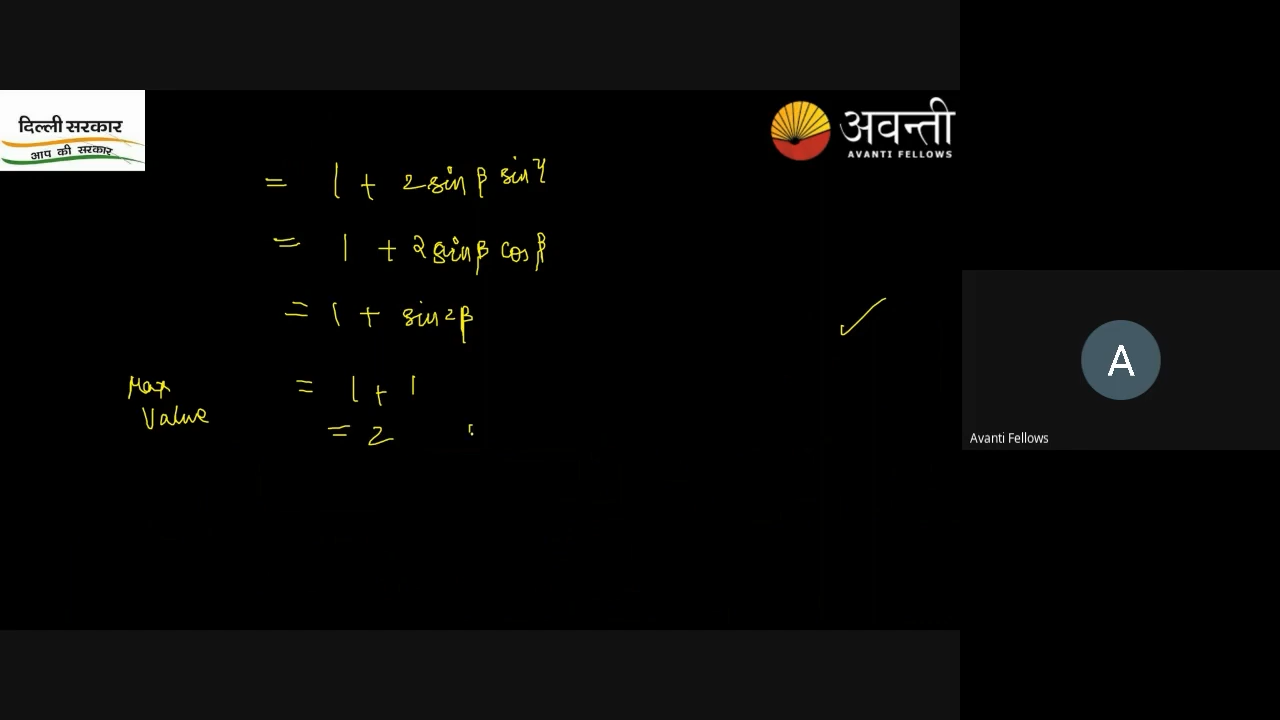 दिल्ली सरकार
आप की सरकार
अवन्ती
AVANTI FELLOWS
= 1 + 2 sin β sin γ
= 1 + 2 sin β cos β
= 1 + sin 2β
Max Value = 1 + 1
= 2
A
Avanti Fellows